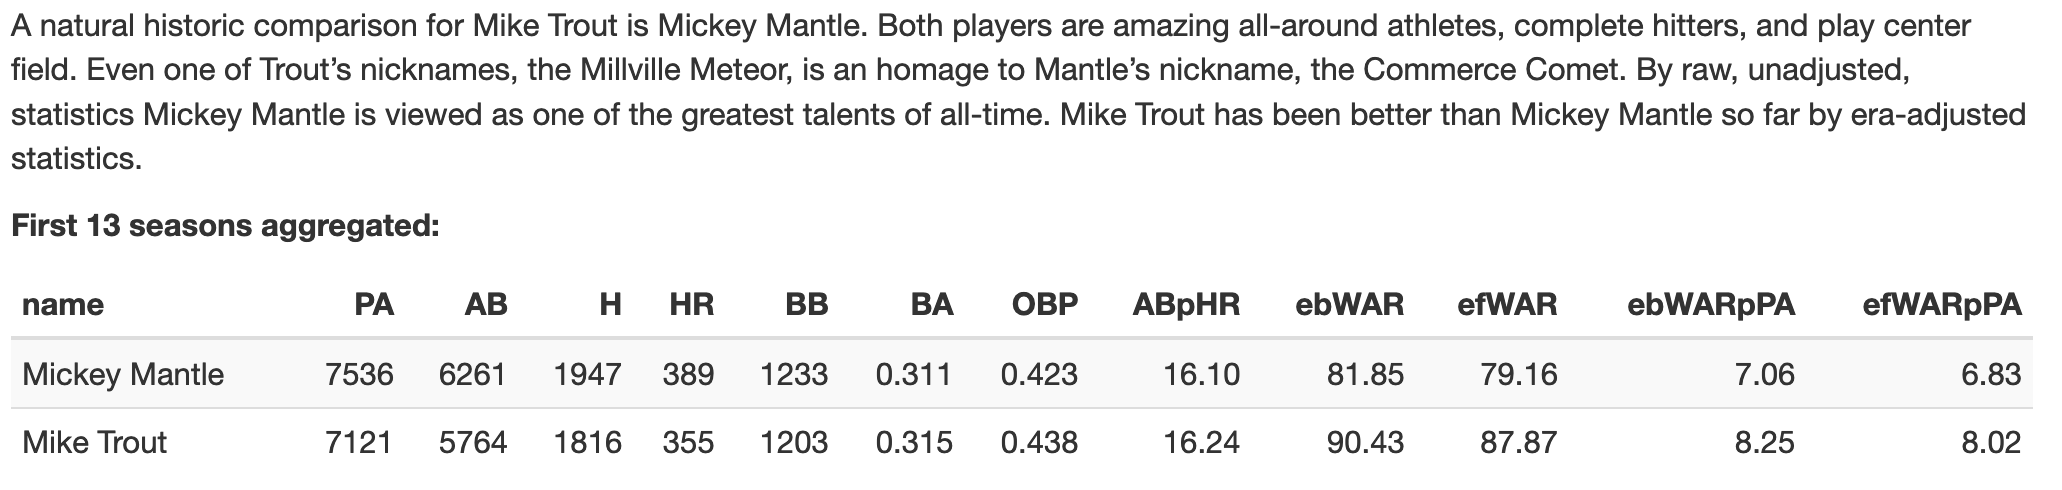 A natural historic comparison for Mike Trout is Mickey Mantle. Both players are amazing all-around athletes, complete hitters, and play center
field. Even one of Trout’s nicknames, the Millville Meteor, is an homage to Mantle’s nickname, the Commerce Comet. By raw, unadjusted,
statistics Mickey Mantle is viewed as one of the greatest talents of all-time. Mike Trout has been better than Mickey Mantle so far by era-adjusted
statistics.
First 13 seasons aggregated:
name PA AB H HR BB BA OBP ABpHR ebWAR efWAR ebWARpPA efWARpPA
Mickey Mantle 7536 6261 1947 389 1233 0.311 0.423 16.10 81.85 79.16 7.06 6.83
Mike Trout 7121 5764 1816 355 1203 0.315 0.438 16.24 90.43 87.87 8.25 8.02